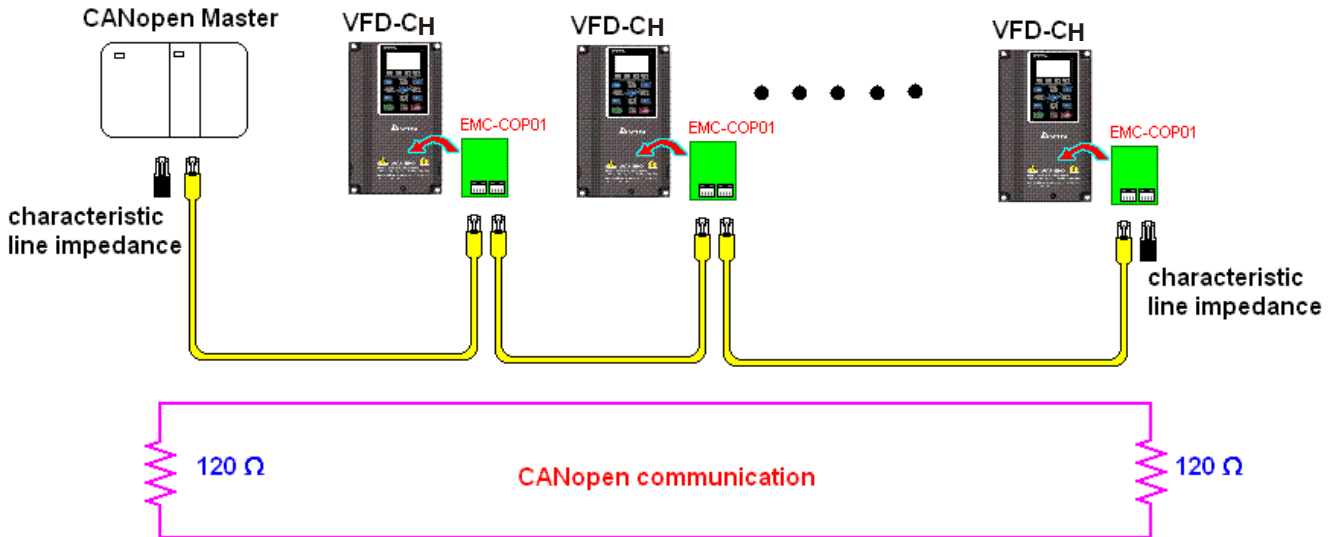 CANopen Master
VFD-CH
VFD-CH
VFD-CH
EMC-COP01
EMC-COP01
EMC-COP01
characteristic
line impedance
characteristic
line impedance
120 Ω
CANopen communication
120 Ω